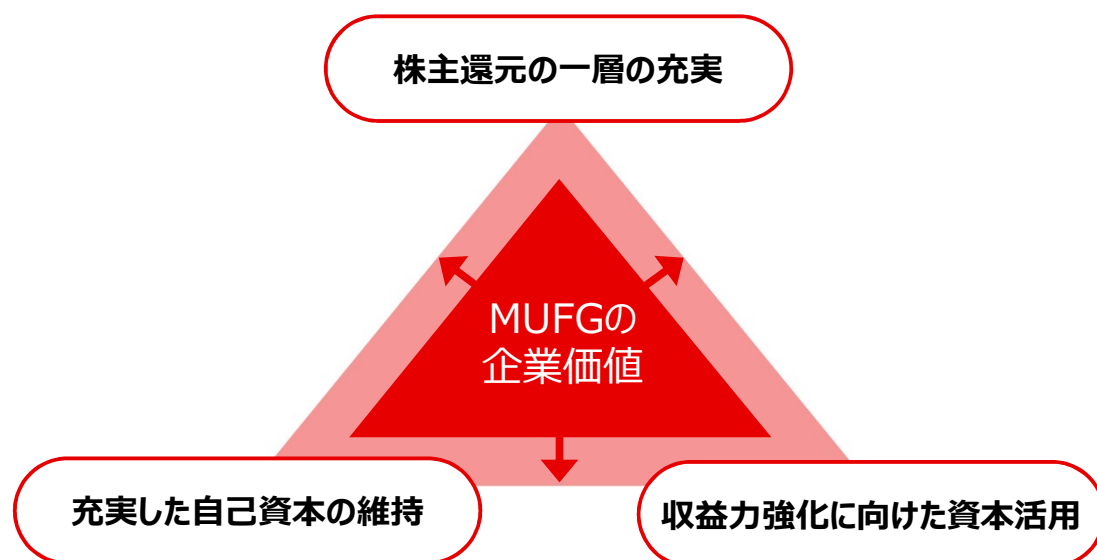 株主還元の一層の充実
MUFGの
企業価値
充実した自己資本の維持
収益力強化に向けた資本活用